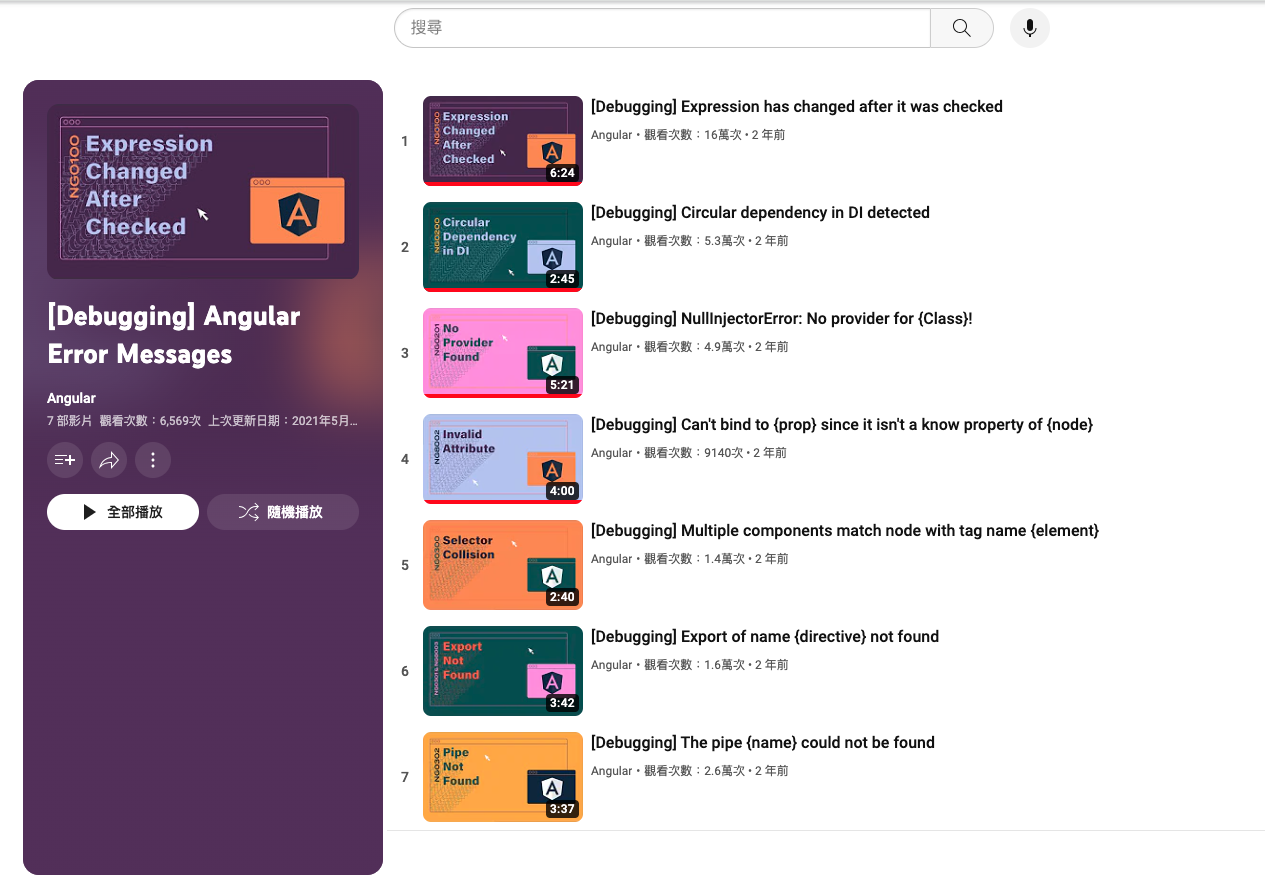 搜尋
NG0100
Expression
Changed
After
Checked
[Debugging] Angular
Error Messages
Angular
7 部影片 觀看次數：6,569次 上次更新日期：2021年5月…
全部播放
隨機播放
1
NG0100
Expression
Changed
After
Checked
6:24
[Debugging] Expression has changed after it was checked
Angular • 觀看次數：16萬次 • 2 年前
2
NG0200
Circular
Dependency
in DI
2:45
[Debugging] Circular dependency in DI detected
Angular • 觀看次數：5.3萬次 • 2 年前
3
NG0201
No
Provider
Found
5:21
[Debugging] NullInjectorError: No provider for {Class}!
Angular • 觀看次數：4.9萬次 • 2 年前
4
NG8002
Invalid
Attribute
4:00
[Debugging] Can't bind to {prop} since it isn't a know property of {node}
Angular • 觀看次數：9140次 • 2 年前
5
NG0300
Selector
Collision
2:40
[Debugging] Multiple components match node with tag name {element}
Angular • 觀看次數：1.4萬次 • 2 年前
6
NG0301 & NG8003
Export
Not
Found
3:42
[Debugging] Export of name {directive} not found
Angular • 觀看次數：1.6萬次 • 2 年前
7
NG0302
Pipe
Not
Found
3:37
[Debugging] The pipe {name} could not be found
Angular • 觀看次數：2.6萬次 • 2 年前